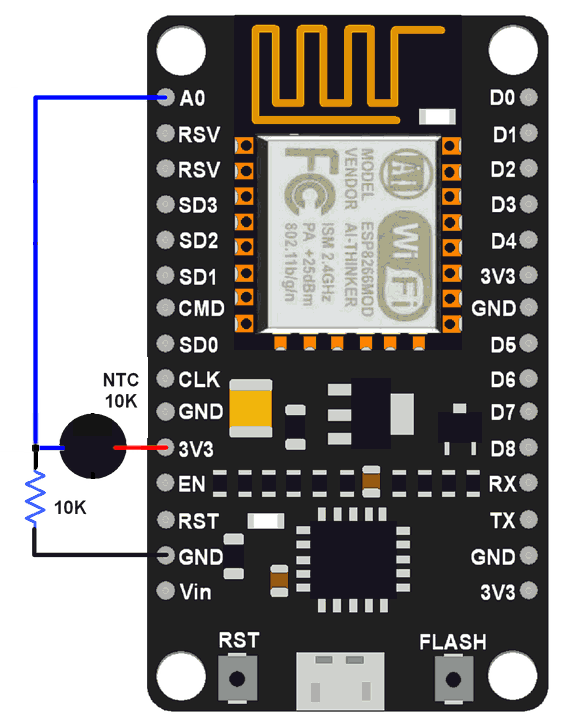 A0
RSV
RSV
SD3
SD2
SD1
CMD
SD0
CLK
GND
3V3
EN
RST
GND
Vin
NTC
10K
10K
FC
MODEL
VENDOR
ISM 2.4GHz
PA +25dBm
802.11b/g/n
AI
WiFi
ESP8266MOD
AI-THINKER
D0
D1
D2
D3
D4
3V3
GND
D5
D6
D7
D8
RX
TX
GND
3V3
RST
FLASH